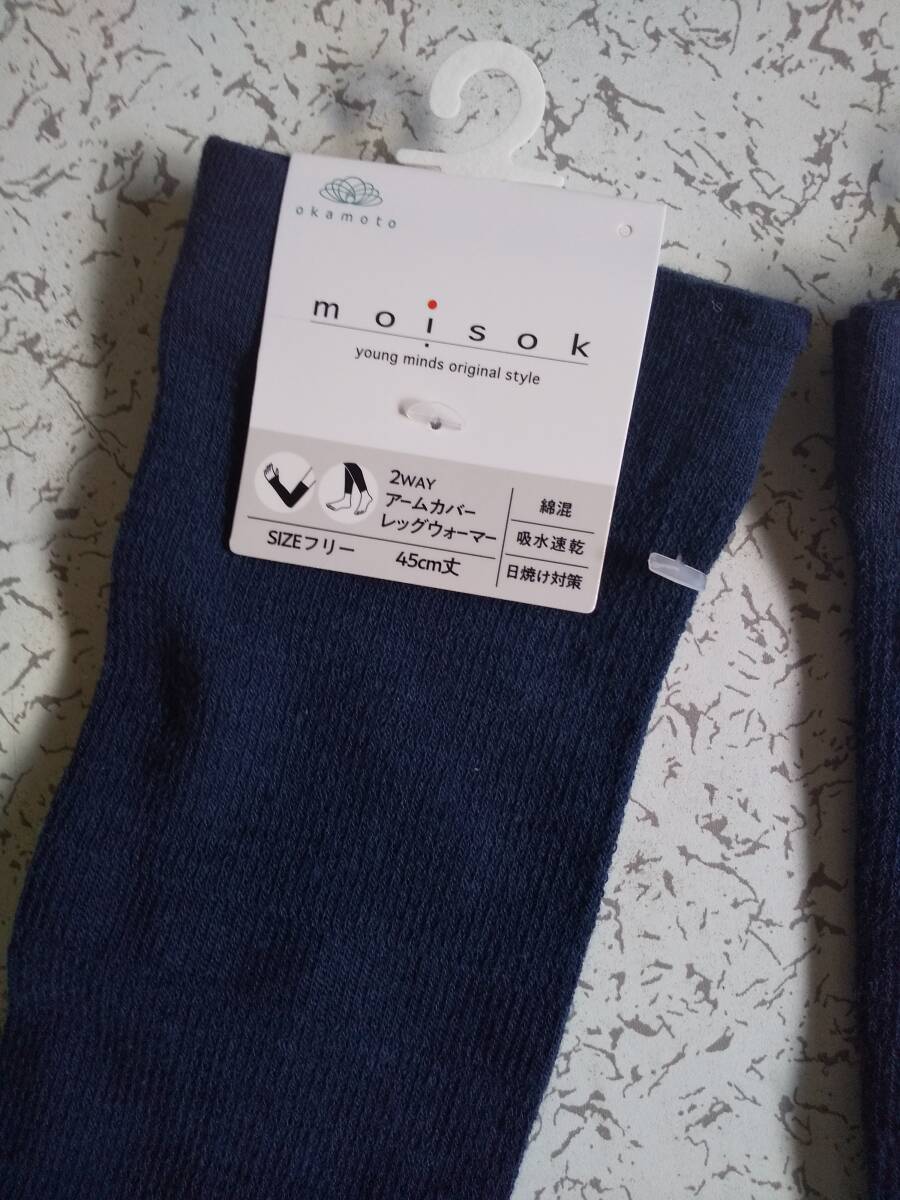 okamoto
moisok
young minds original style
2WAY
アームカバー
レッグウォーマー
SIZEフリー
45cm丈
綿混
吸水速乾
日焼け対策